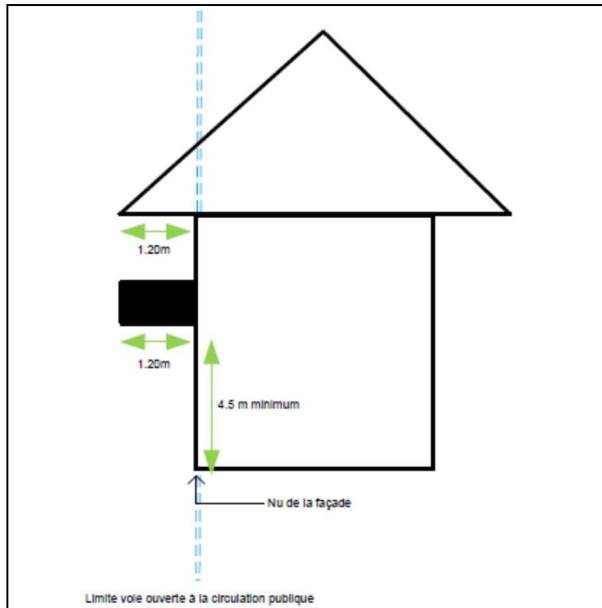 1.20m
1.20m
4.5 m minimum
Nu de la façade
Limite voie ouverte à la circulation publique